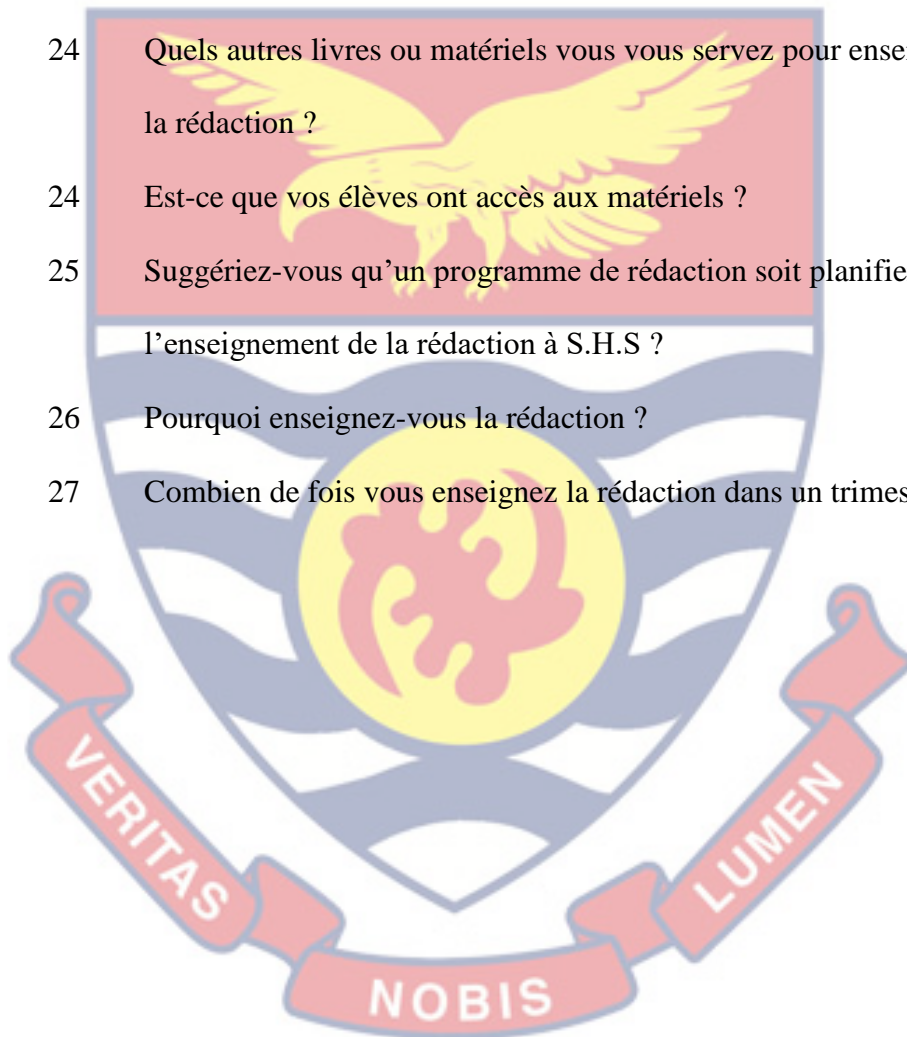 24 Quels autres livres ou matériels vous vous servez pour
la rédaction ?
24 Est-ce que vos élèves ont accès aux matériels ?
25 Suggériez-vous qu’un programme de rédaction soit planifie
l’enseignement de la rédaction à S.H.S ?
26 Pourquoi enseignez-vous la rédaction ?
27 Combien de fois vous enseignez la rédaction dans un
VERITAS
NOBIS
LUMEN